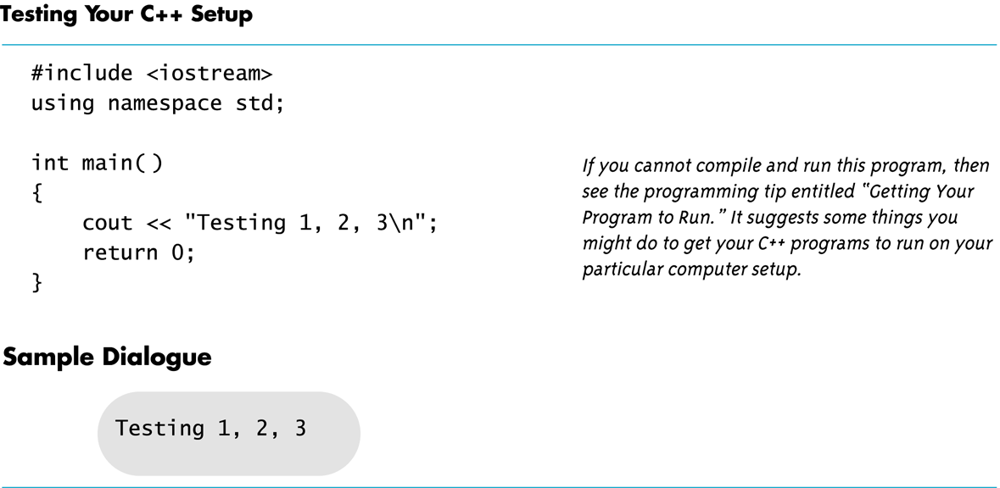 Testing Your C++ Setup
#include <iostream>
using namespace std;
int main( )
{
    cout << "Testing 1, 2, 3\n";
    return 0;
}
If you cannot compile and run this program, then
see the programming tip entitled “Getting Your
Program to Run.” It suggests some things you
might do to get your C++ programs to run on your
particular computer setup.
Sample Dialogue
Testing 1, 2, 3